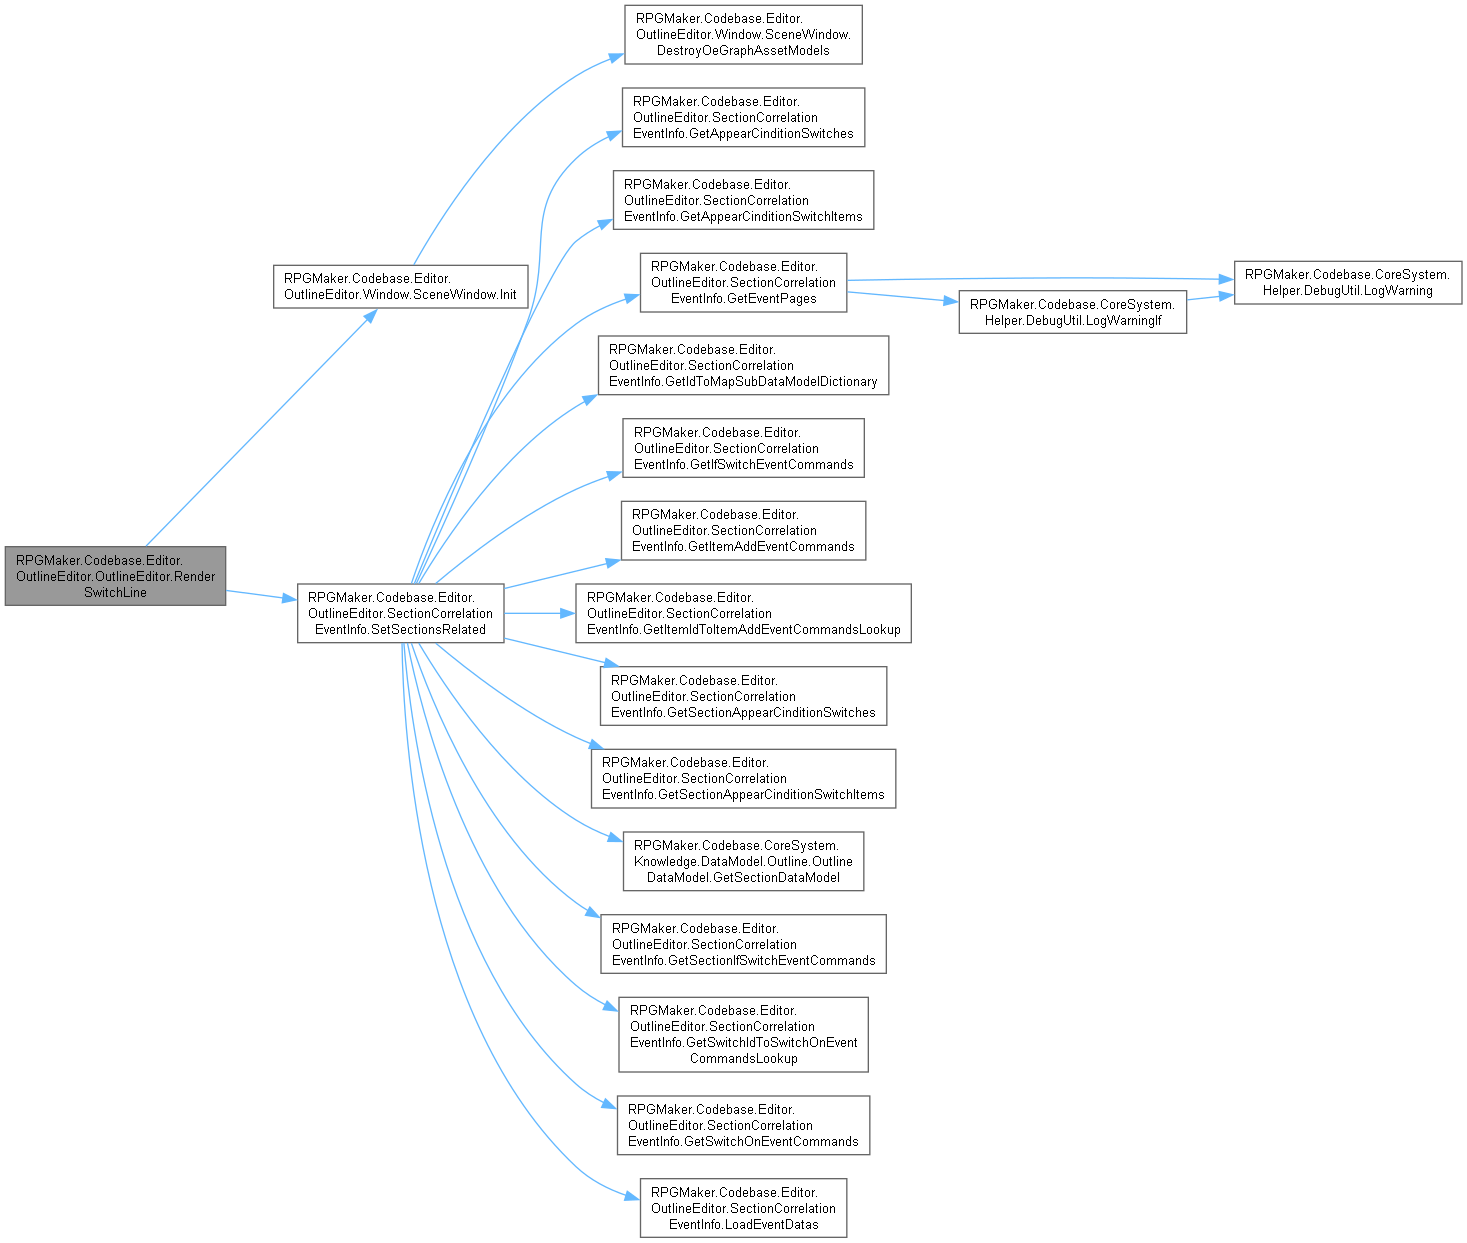 RPGMaker.Codebase.Editor.
OutlineEditor.Window.SceneWindow.
DestroyOeGraphAssetModels
RPGMaker.Codebase.Editor.
OutlineEditor.SectionCorrelation
EventInfo.GetAppearCinditionSwitches
RPGMaker.Codebase.Editor.
OutlineEditor.SectionCorrelation
EventInfo.GetAppearCinditionSwitchItems
RPGMaker.Codebase.Editor.
OutlineEditor.Window.SceneWindow.Init
RPGMaker.Codebase.Editor.
OutlineEditor.SectionCorrelation
EventInfo.GetEventPages
RPGMaker.Codebase.CoreSystem.
Helper.DebugUtil.LogWarning
RPGMaker.Codebase.CoreSystem.
Helper.DebugUtil.LogWarningIf
RPGMaker.Codebase.Editor.
OutlineEditor.SectionCorrelation
EventInfo.GetIdToMapSubDataModelDictionary
RPGMaker.Codebase.Editor.
OutlineEditor.SectionCorrelation
EventInfo.GetIfSwitchEventCommands
RPGMaker.Codebase.Editor.
OutlineEditor.SectionCorrelation
EventInfo.GetItemAddEventCommands
RPGMaker.Codebase.Editor.
OutlineEditor.OutlineEditor.Render
SwitchLine
RPGMaker.Codebase.Editor.
OutlineEditor.SectionCorrelation
EventInfo.SetSectionsRelated
RPGMaker.Codebase.Editor.
OutlineEditor.SectionCorrelation
EventInfo.GetItemIdToItemAddEventCommandsLookup
RPGMaker.Codebase.Editor.
OutlineEditor.SectionCorrelation
EventInfo.GetSectionAppearCinditionSwitches
RPGMaker.Codebase.Editor.
OutlineEditor.SectionCorrelation
EventInfo.GetSectionAppearCinditionSwitchItems
RPGMaker.Codebase.CoreSystem.
Knowledge.DataModel.Outline.Outline
DataModel.GetSectionDataModel
RPGMaker.Codebase.Editor.
OutlineEditor.SectionCorrelation
EventInfo.GetSectionIfSwitchEventCommands
RPGMaker.Codebase.Editor.
OutlineEditor.SectionCorrelation
EventInfo.GetSwitchIdToSwitchOnEvent
CommandsLookup
RPGMaker.Codebase.Editor.
OutlineEditor.SectionCorrelation
EventInfo.GetSwitchOnEventCommands
RPGMaker.Codebase.Editor.
OutlineEditor.SectionCorrelation
EventInfo.LoadEventDatas